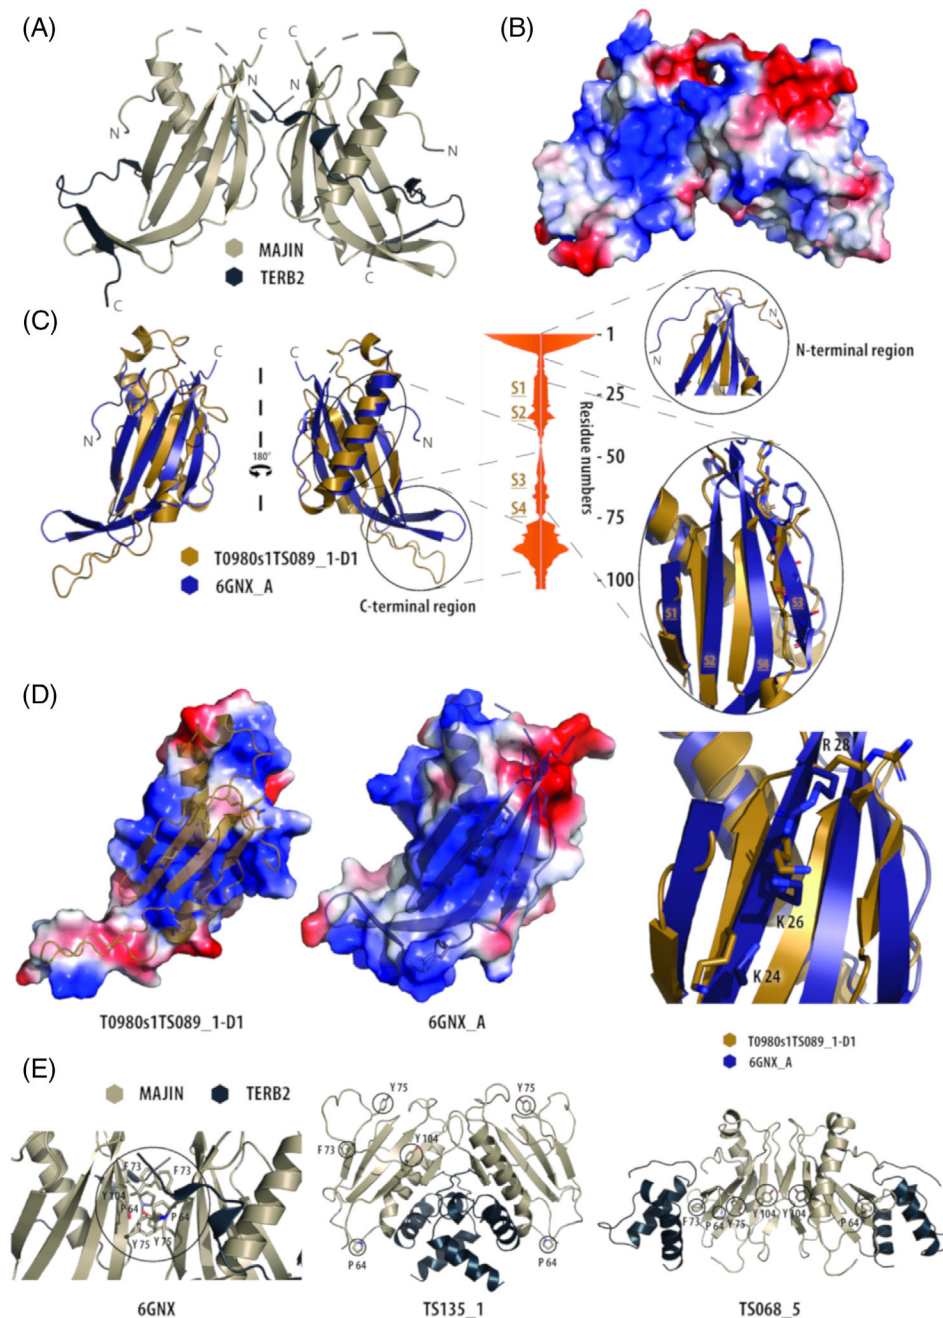 (A)
C
C
N
N
N
N
MAJIN
TERB2
C
C
(B)
(C)
C
C
N
N
180°
T0980s1TS089_1-D1
6GNX_A
C-terminal region
S1
S2
S3
S4
- 1
- 25
- 50
- 75
- 100
Residue numbers
N
N
N-terminal region
S1
S2
S4
S3
(D)
T0980s1TS089_1-D1
6GNX_A
R 28
K 26
K 24
T0980s1TS089_1-D1
6GNX_A
(E)
MAJIN
TERB2
F 73
F 73
Y 104
P 64
P 64
Y 75
Y 75
6GNX
Y 75
Y 75
F 73
Y 104
P 64
P 64
TS135_1
F 73
P 64
Y 75
Y 104
Y 104
P 64
TS068_5